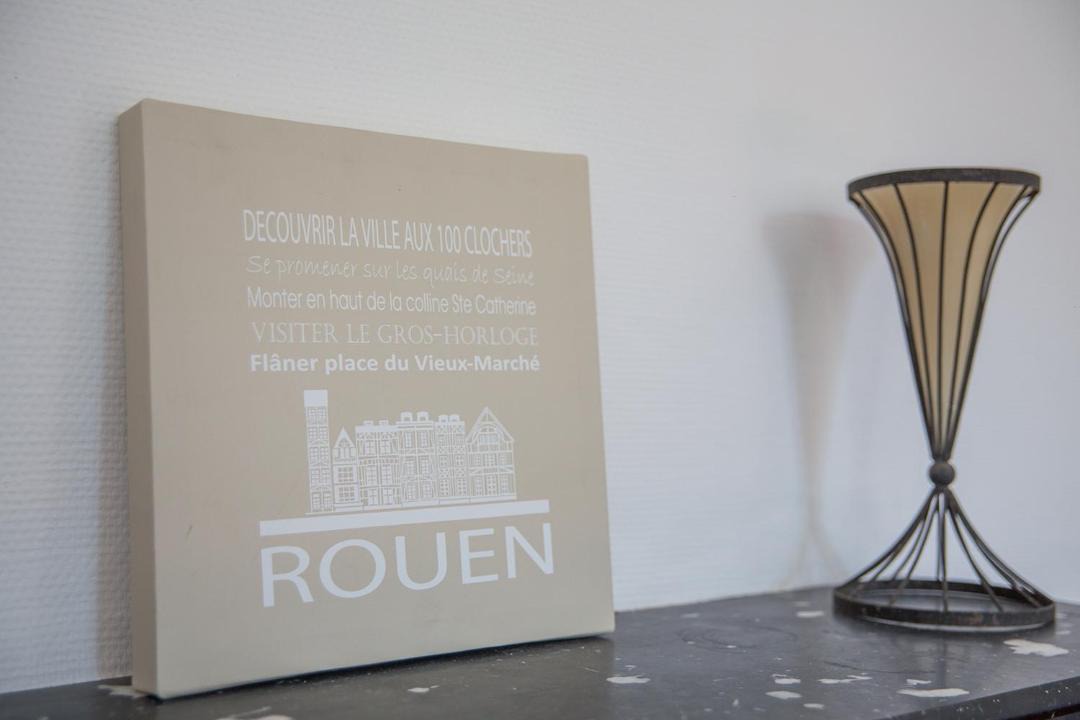 DECOUVRIR LA VILLE AUX 100 CLOCHERS
Se promener sur les quais de Seine
Monter en haut de la colline Ste Catherine
VISITER LE GROS-HORLOGE
Flâner place du Vieux-Marché
ROUEN